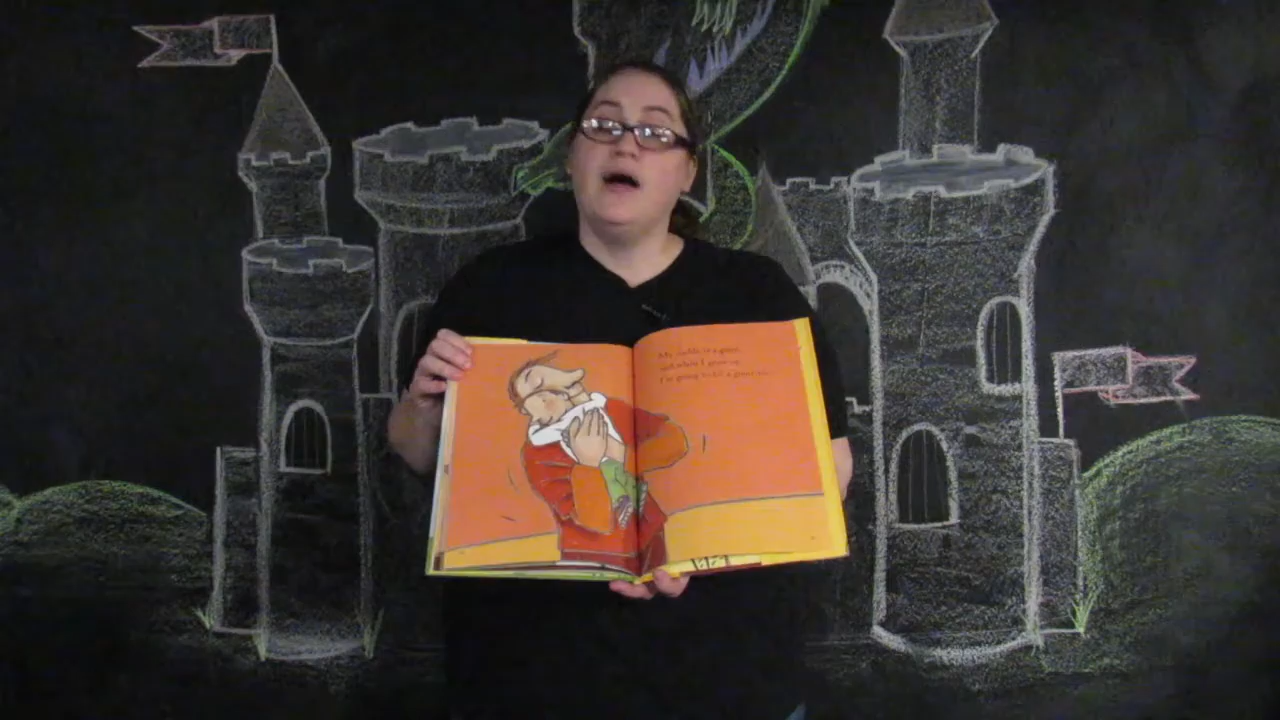 My daddy is a giant,
and when I grow up,
I'm going to be a giant too.